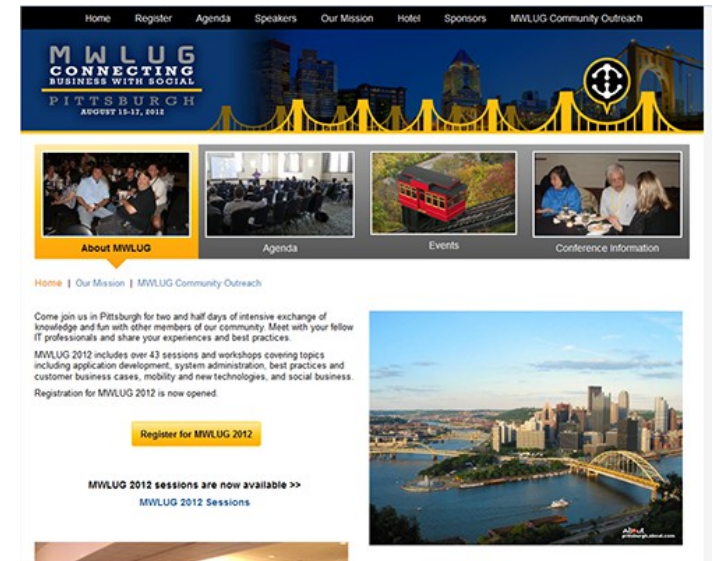 Home Register Agenda Speakers Our Mission Hotel Sponsors MWLUG Community Outreach
MWLUG
CONNECTING
BUSINESS WITH SOCIAL
PITTSBURGH
AUGUST 15-17, 2012
About MWLUG Agenda Events Conference Information
Home | Our Mission | MWLUG Community Outreach
Come join us in Pittsburgh for two and half days of intensive exchange of
knowledge and fun with other members of our community. Meet with your fellow
IT professionals and share your experiences and best practices.
MWLUG 2012 includes over 43 sessions and workshops covering topics
including application development, system administration, best practices and
customer business cases, mobility and new technologies, and social business.
Registration for MWLUG 2012 is now opened.
Register for MWLUG 2012
MWLUG 2012 sessions are now available >>
MWLUG 2012 Sessions
About
pittsburgh.about.com